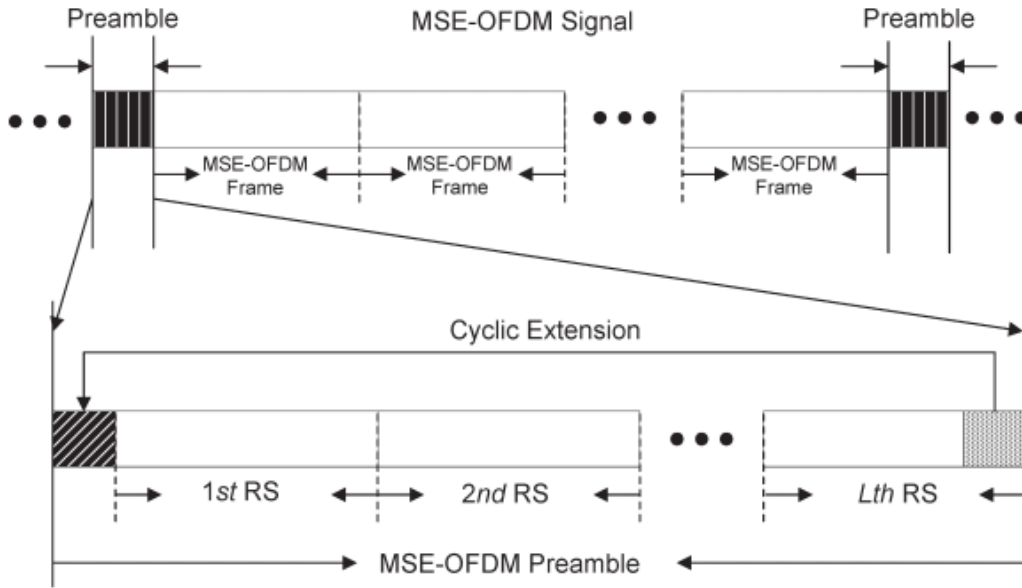 Preamble
MSE-OFDM Signal
Preamble
MSE-OFDM
Frame
MSE-OFDM
Frame
MSE-OFDM
Frame
Cyclic Extension
1st RS
2nd RS
Lth RS
MSE-OFDM Preamble